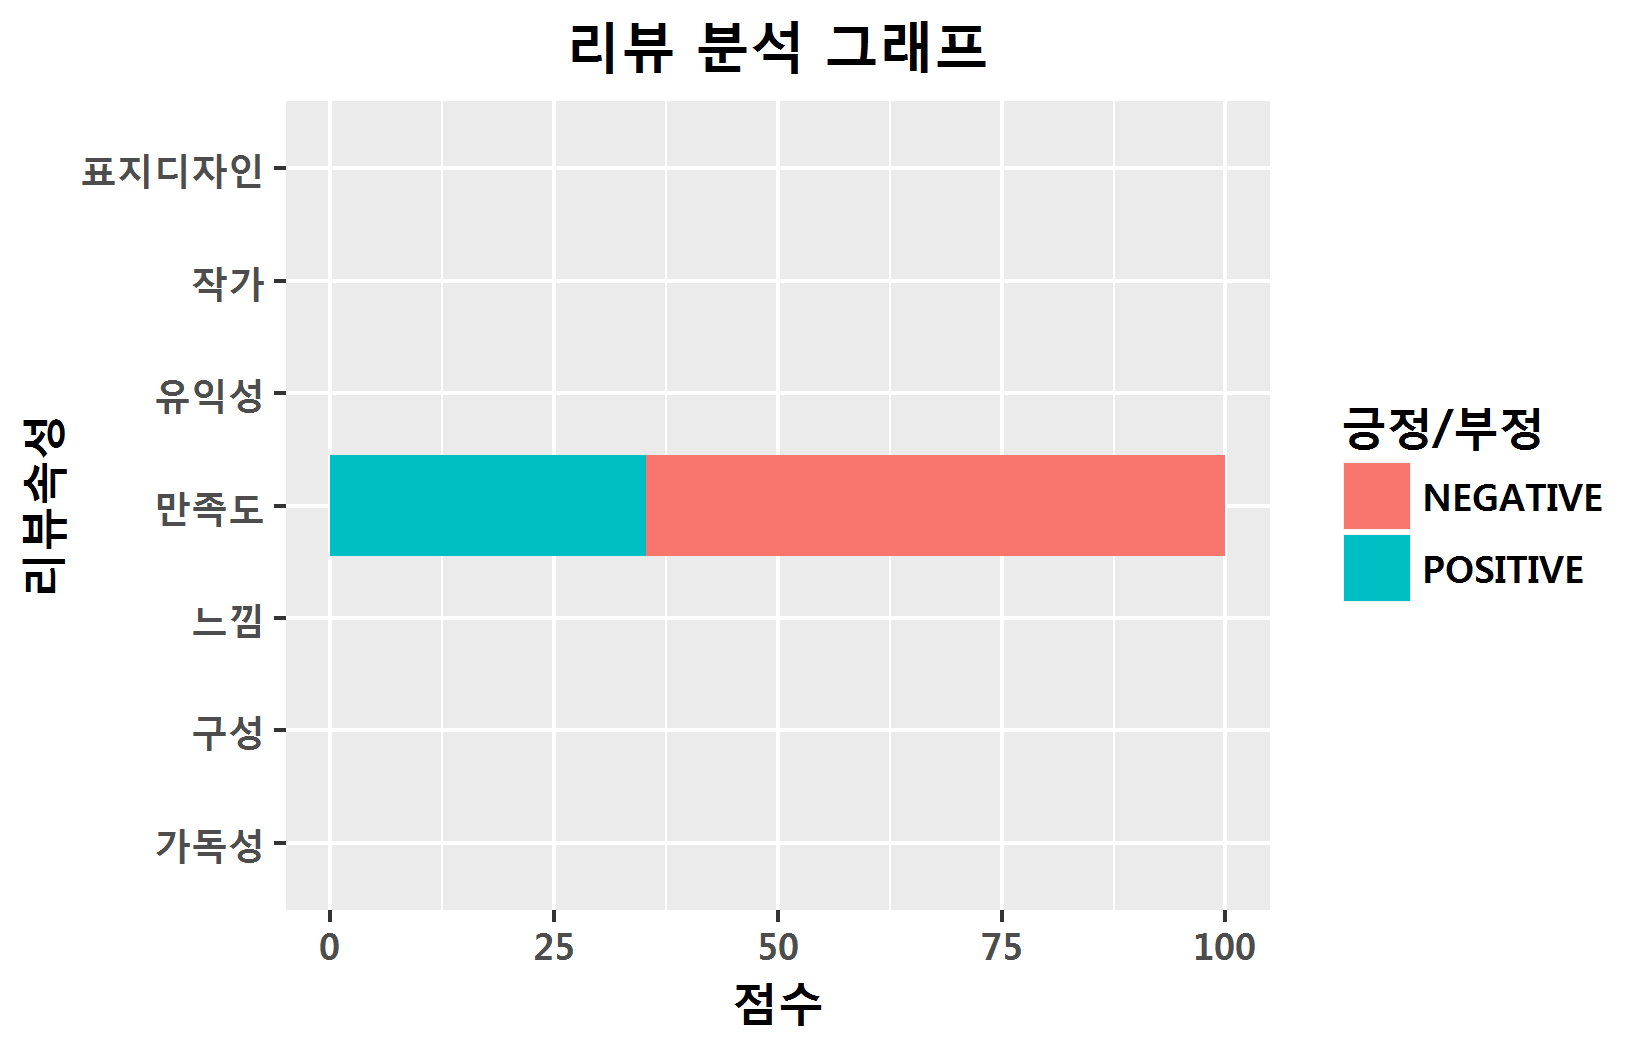 리뷰 분석 그래프
리뷰속성
표지디자인
작가
유익성
만족도
느낌
구성
가독성
0 25 50 75 100
점수
긍정/부정
NEGATIVE
POSITIVE